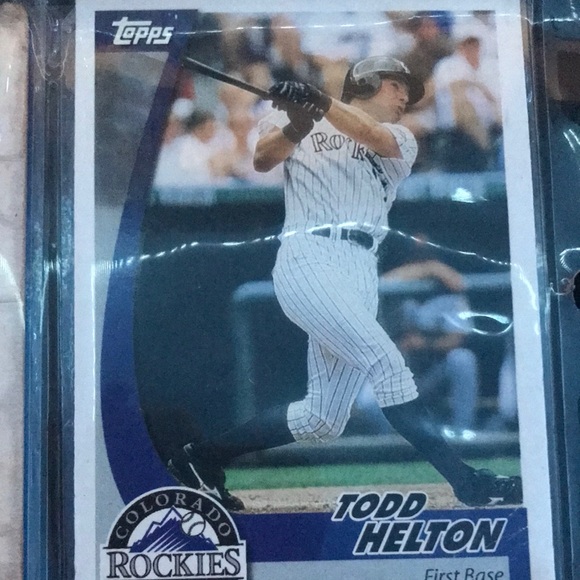 Topps
Rockies
COLORADO
ROCKIES
TODD
HELTON
First Base